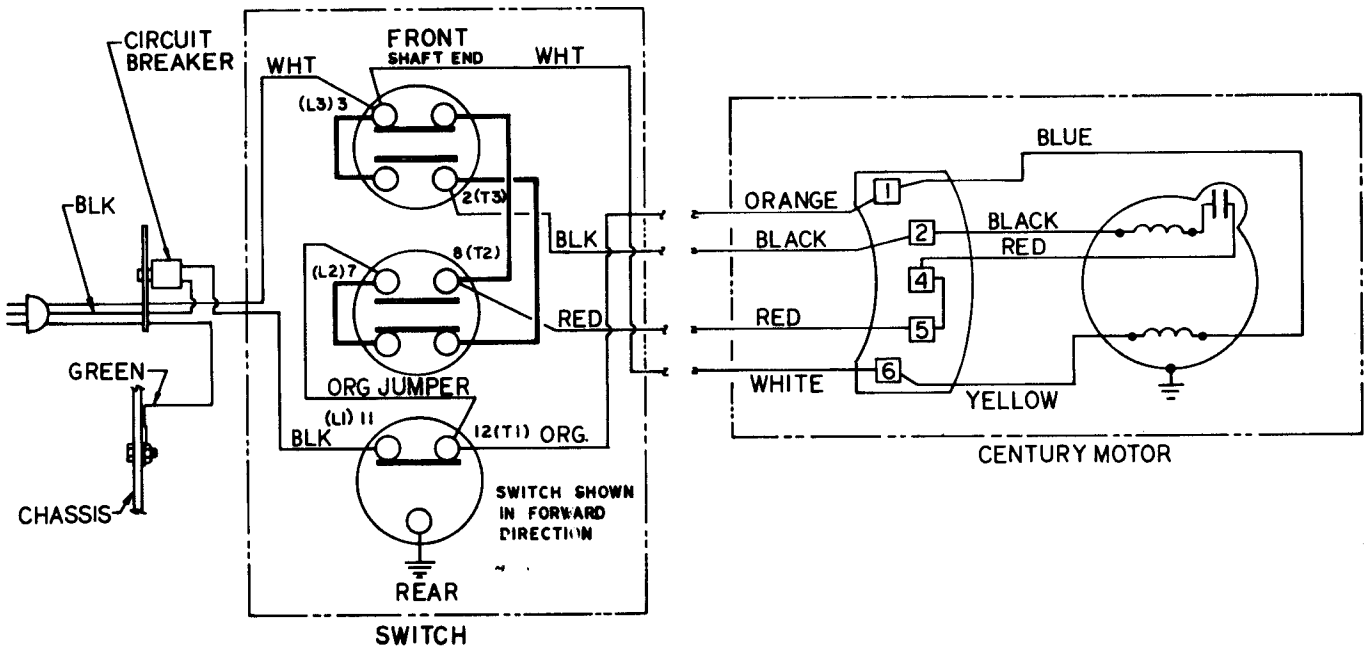 CIRCUIT
BREAKER
BLK
GREEN
CHASSIS
FRONT
SHAFT END
WHT
WHT
(L3) 3
2(T3)
BLK
(L2) 7
8(T2)
RED
ORG JUMPER
(L1) 11
BLK
12(T1) ORG.
SWITCH SHOWN
IN FORWARD
DIRECTION
REAR
SWITCH
ORANGE
BLACK
RED
WHITE
1
2
4
5
6
BLUE
BLACK
RED
YELLOW
CENTURY MOTOR